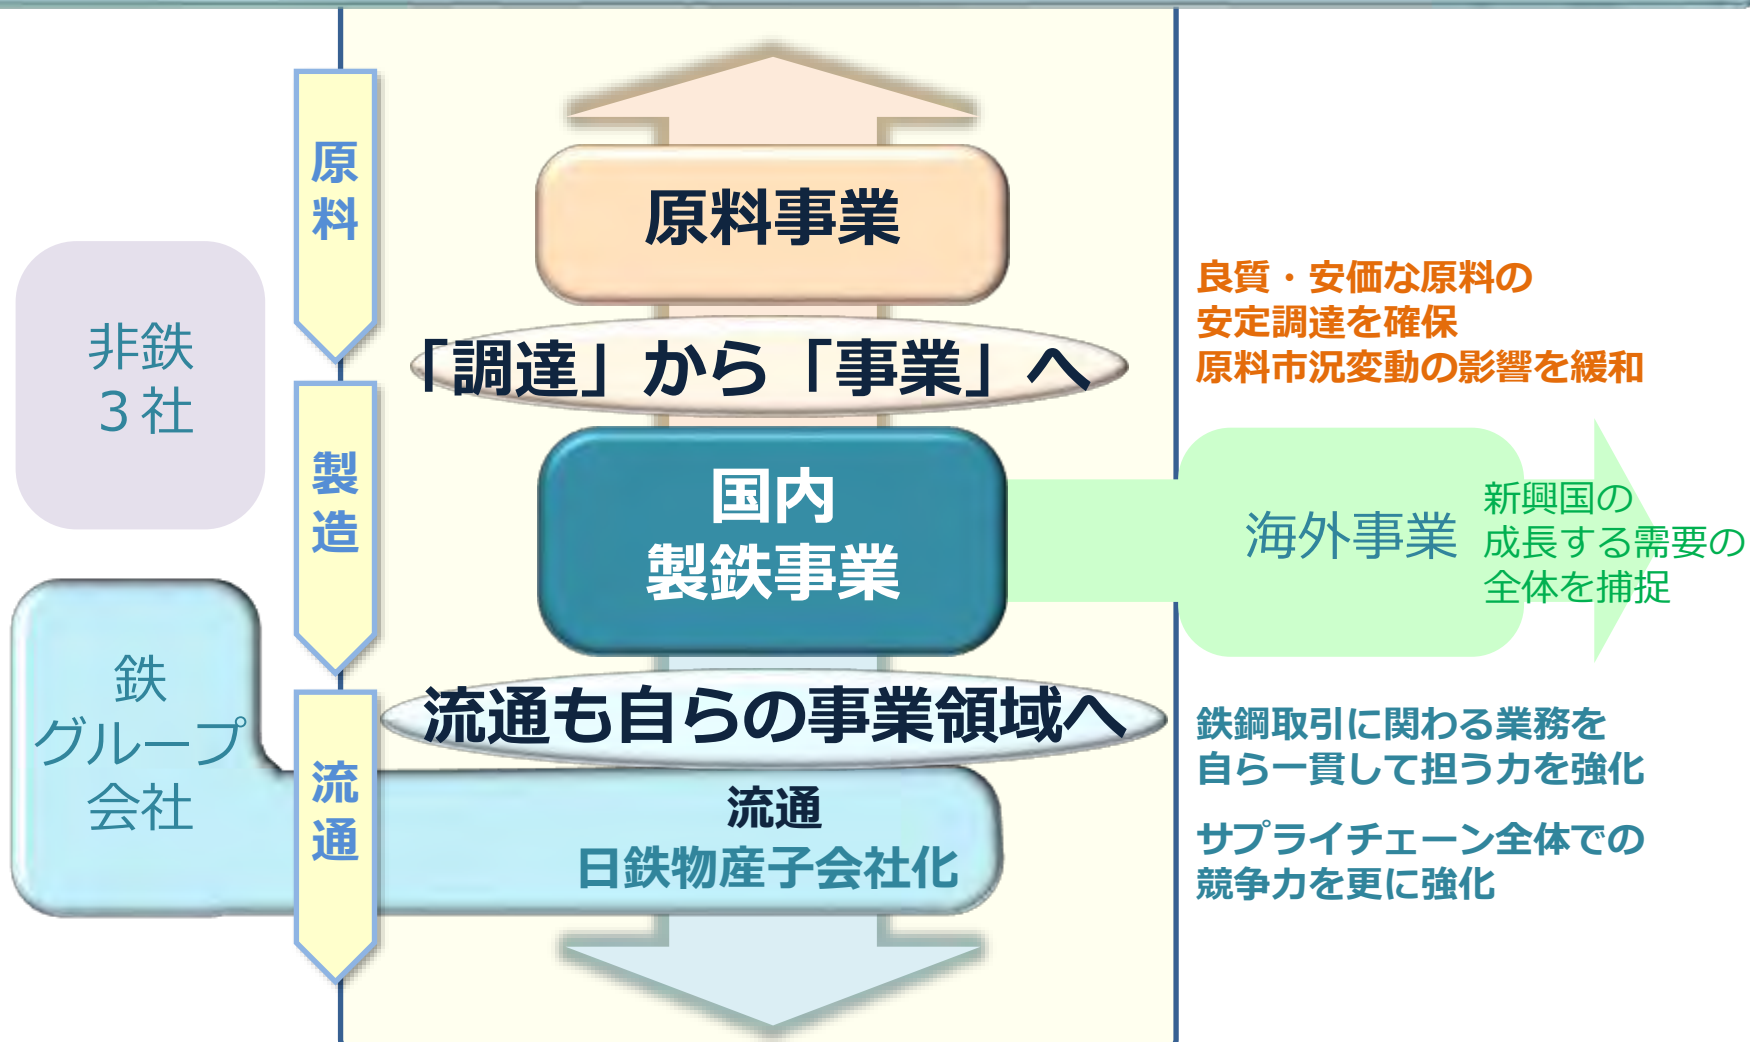 原料
原料事業
「調達」から「事業」へ
良質・安価な原料の
安定調達を確保
原料市況変動の影響を緩和
非鉄
３社
製造
国内
製鉄事業
海外事業
新興国の
成長する需要の
全体を捕捉
鉄
グループ
会社
流通
流通も自らの事業領域へ
流通
日鉄物産子会社化
鉄鋼取引に関わる業務を
自ら一貫して担う力を強化
サプライチェーン全体での
競争力を更に強化